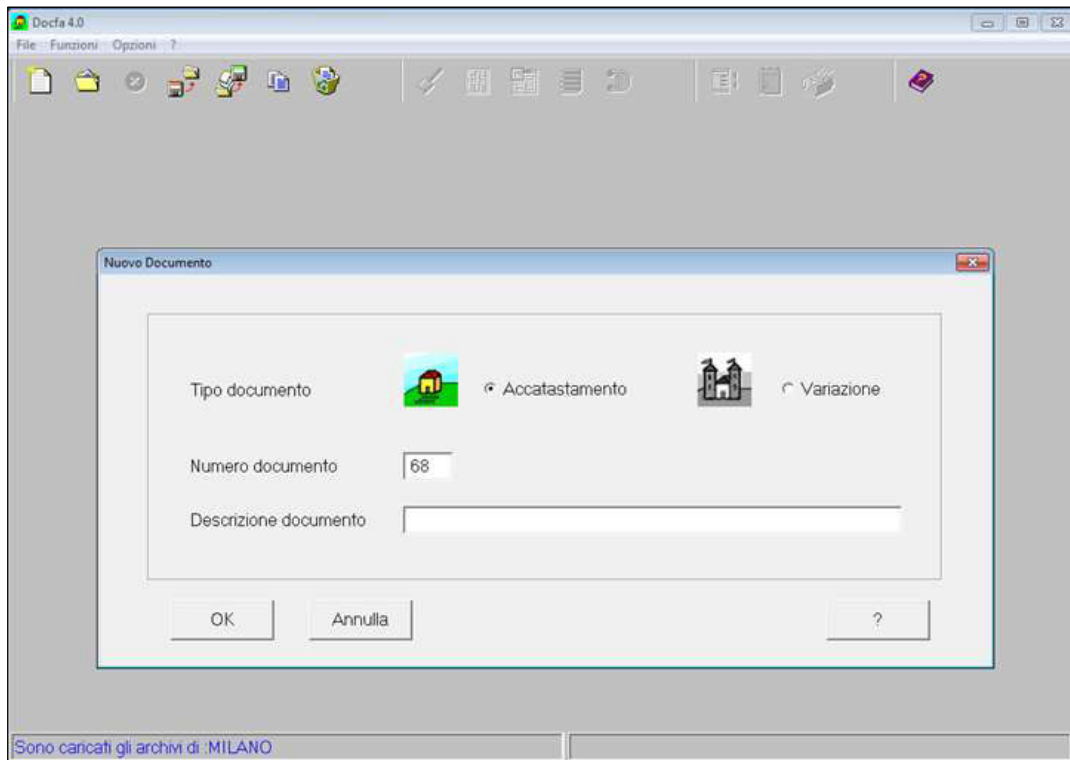 Docfa 4.0
File Funzioni Opzioni ?
Nuovo Documento
Tipo documento
Accatastamento
Variazione
Numero documento
68
Descrizione documento
OK
Annulla
?
Sono caricati gli archivi di :MILANO